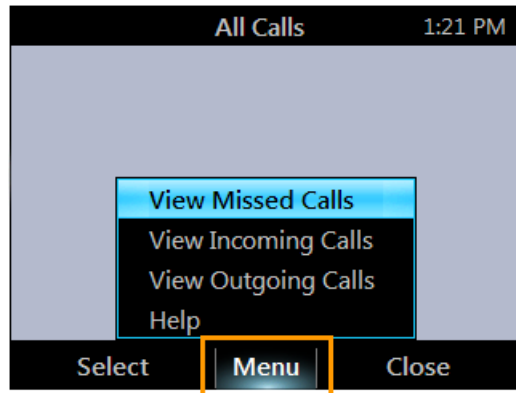 All Calls 1:21 PM
View Missed Calls
View Incoming Calls
View Outgoing Calls
Help
Select Menu Close